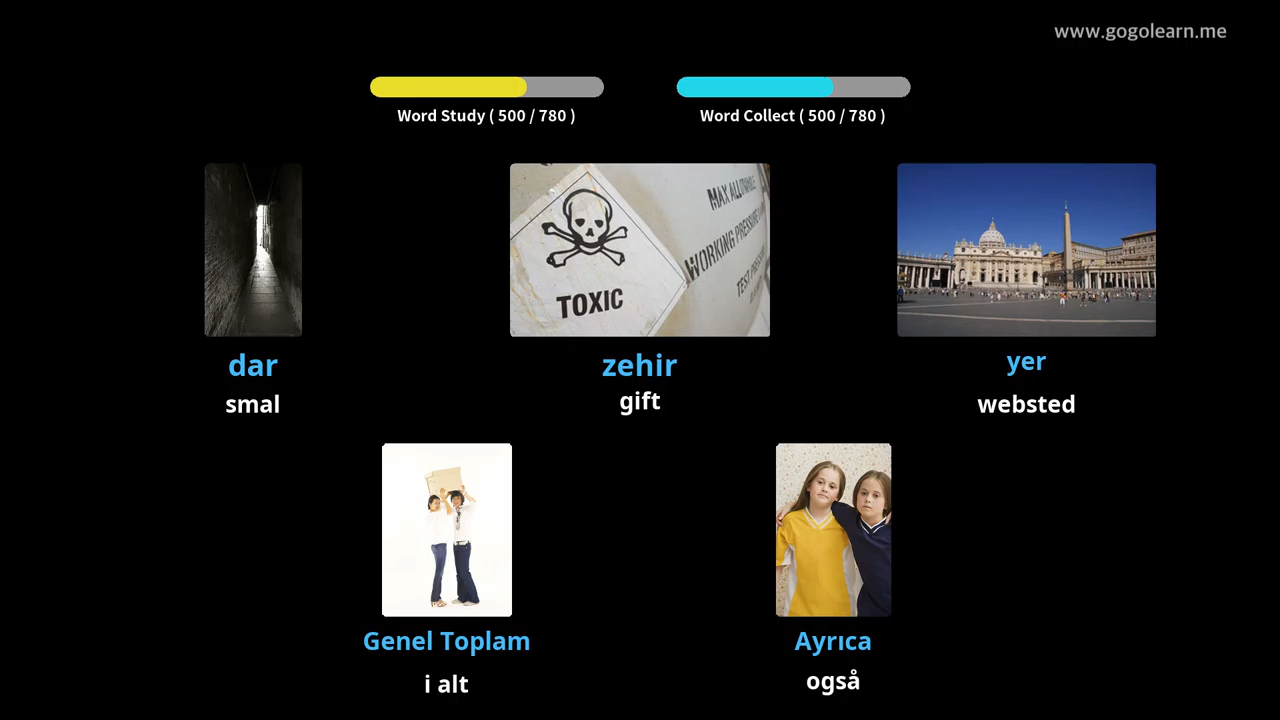 www.gogolearn.me
Word Study ( 500 / 780 )
Word Collect ( 500 / 780 )
TOXIC
MAX ALLOWABLE
WORKING PRESSURE
TEST
dar
zehir
yer
smal
gift
websted
Genel Toplam
Ayrıca
i alt
også